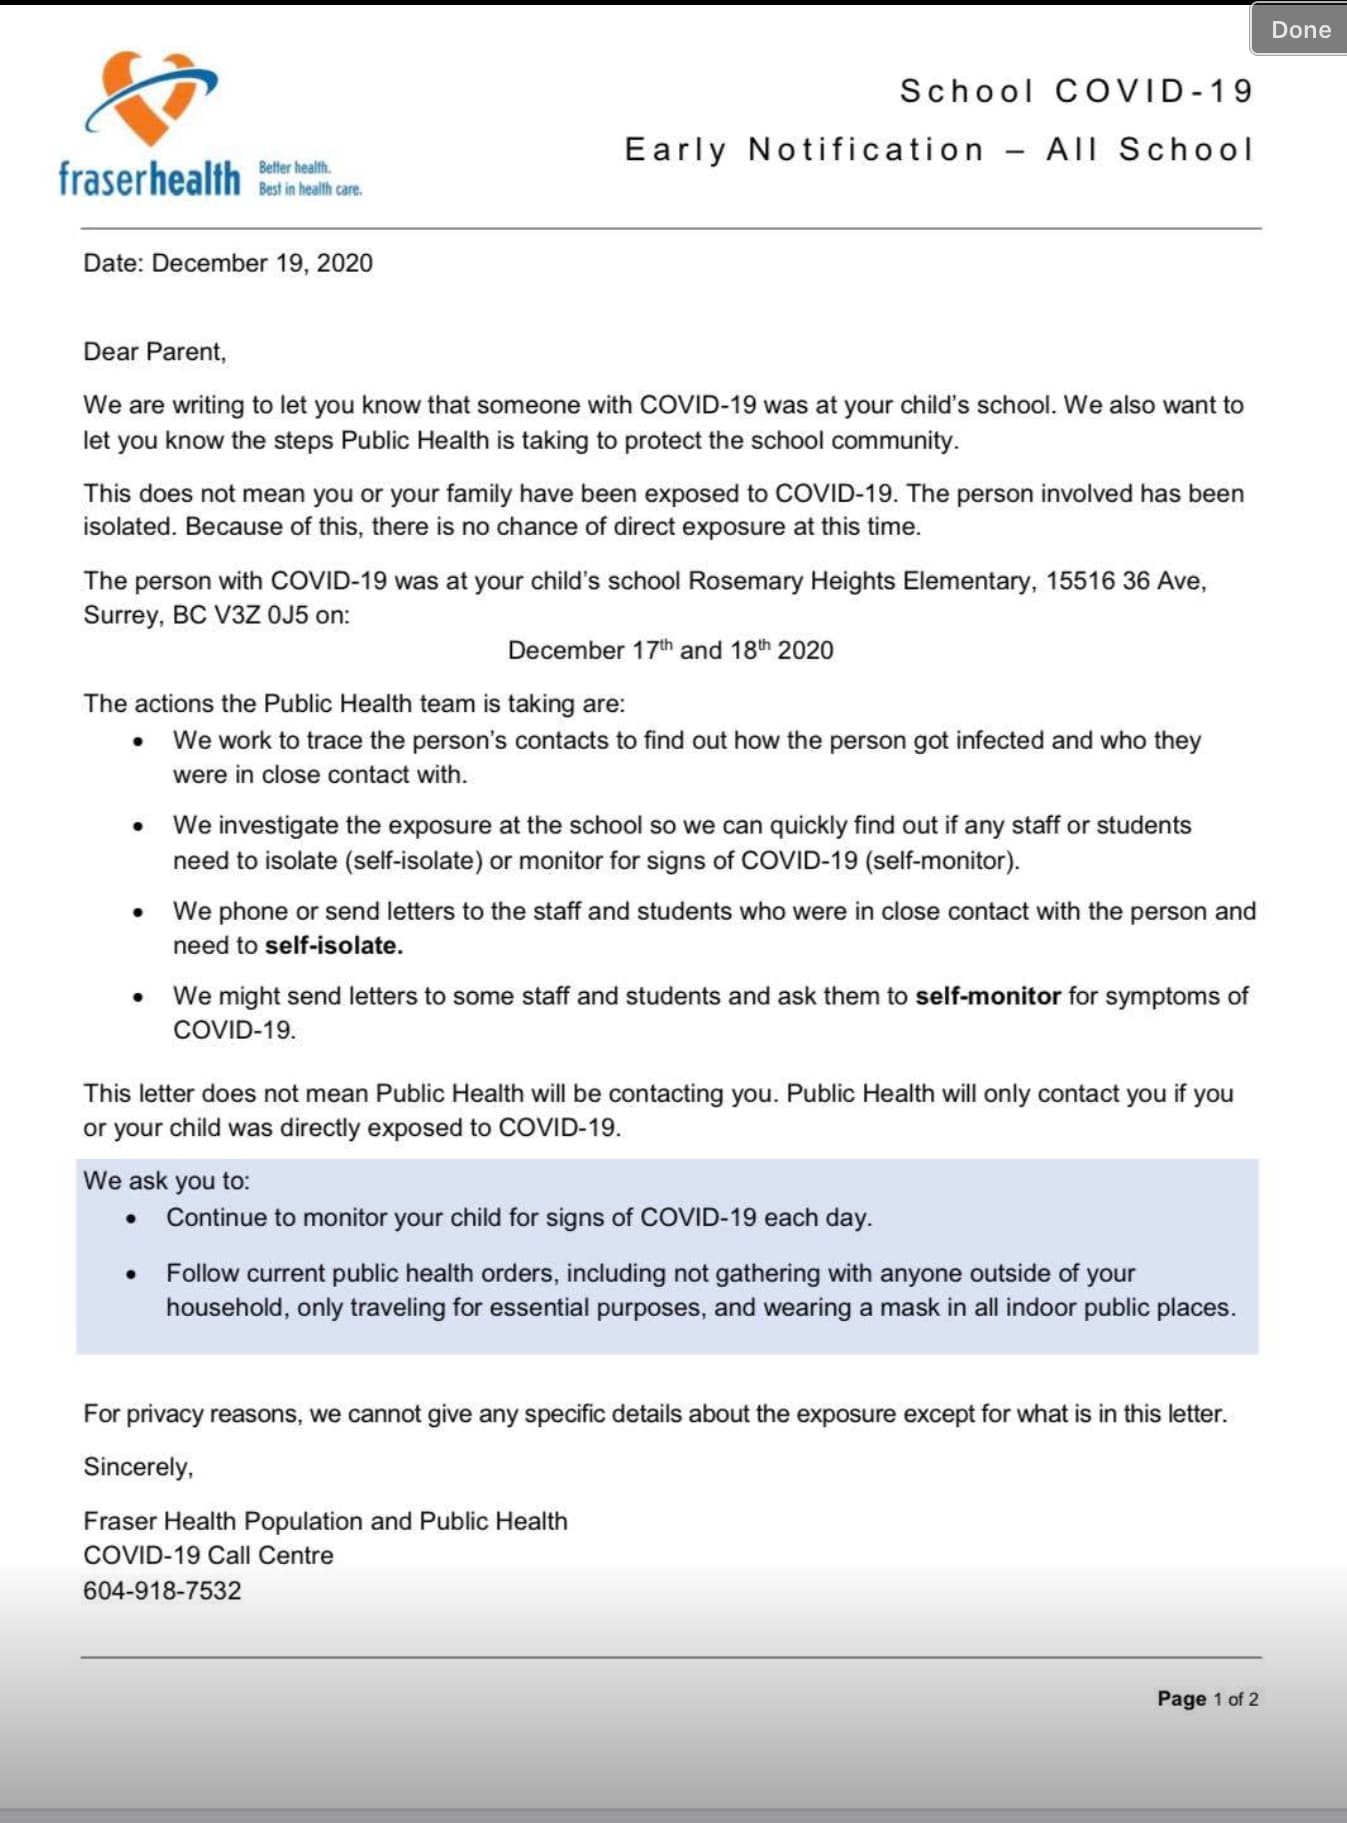 Done
fraserhealth
Better health.
Best in health care.
School COVID-19
Early Notification – All School
Date: December 19, 2020
Dear Parent,
We are writing to let you know that someone with COVID-19 was at your child's school. We also want to
let you know the steps Public Health is taking to protect the school community.
This does not mean you or your family have been exposed to COVID-19. The person involved has been
isolated. Because of this, there is no chance of direct exposure at this time.
The person with COVID-19 was at your child's school Rosemary Heights Elementary, 15516 36 Ave,
Surrey, BC V3Z 0J5 on:
December 17th and 18th 2020
The actions the Public Health team is taking are:
• We work to trace the person's contacts to find out how the person got infected and who they
were in close contact with.
• We investigate the exposure at the school so we can quickly find out if any staff or students
need to isolate (self-isolate) or monitor for signs of COVID-19 (self-monitor).
• We phone or send letters to the staff and students who were in close contact with the person and
need to self-isolate.
• We might send letters to some staff and students and ask them to self-monitor for symptoms of
COVID-19.
This letter does not mean Public Health will be contacting you. Public Health will only contact you if you
or your child was directly exposed to COVID-19.
We ask you to:
• Continue to monitor your child for signs of COVID-19 each day.
• Follow current public health orders, including not gathering with anyone outside of your
household, only traveling for essential purposes, and wearing a mask in all indoor public places.
For privacy reasons, we cannot give any specific details about the exposure except for what is in this letter.
Sincerely,
Fraser Health Population and Public Health
COVID-19 Call Centre
604-918-7532
Page 1 of 2